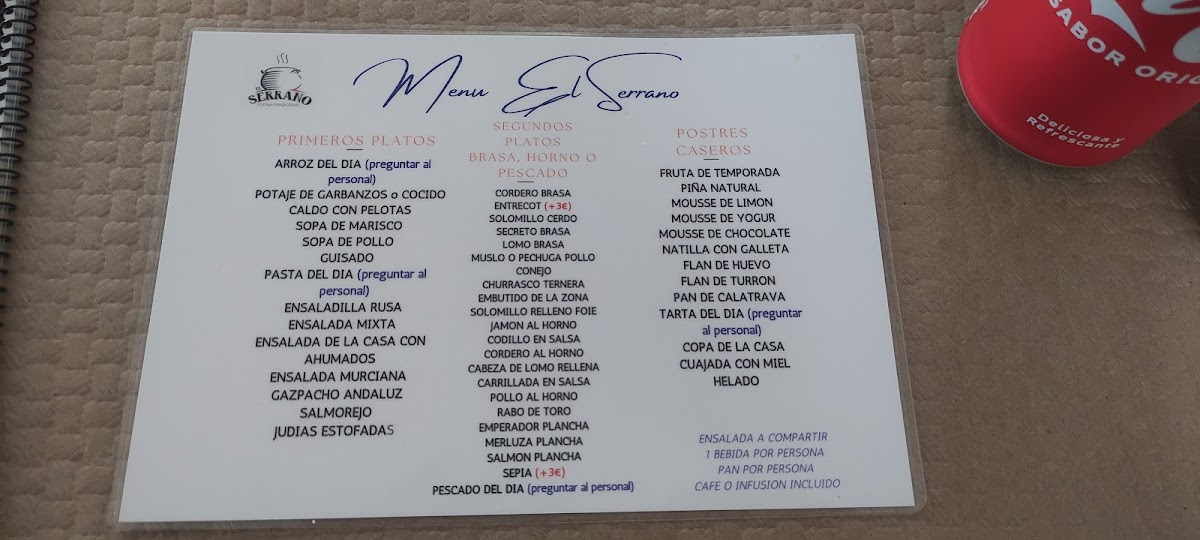 Menu El Serrano
EL
SERRANO
COCINA TRADICIONAL
PRIMEROS PLATOS
ARROZ DEL DIA (preguntar al
personal)
POTAJE DE GARBANZOS o COCIDO
CALDO CON PELOTAS
SOPA DE MARISCO
SOPA DE POLLO
GUISADO
PASTA DEL DIA (preguntar al
personal)
ENSALADILLA RUSA
ENSALADA MIXTA
ENSALADA DE LA CASA CON
AHUMADOS
ENSALADA MURCIANA
GAZPACHO ANDALUZ
SALMOREJO
JUDIAS ESTOFADAS
SEGUNDOS
PLATOS
BRASA, HORNO O
PESCADO
CORDERO BRASA
ENTRECOT (+3€)
SOLOMILLO CERDO
SECRETO BRASA
LOMO BRASA
MUSLO O PECHUGA POLLO
CONEJO
CHURRASCO TERNERA
EMBUTIDO DE LA ZONA
SOLOMILLO RELLENO FOIE
JAMON AL HORNO
CODILLO EN SALSA
CORDERO AL HORNO
CABEZA DE LOMO RELLENA
CARRILLADA EN SALSA
POLLO AL HORNO
RABO DE TORO
EMPERADOR PLANCHA
MERLUZA PLANCHA
SALMON PLANCHA
SEPIA (+3€)
PESCADO DEL DIA (preguntar al personal)
POSTRES
CASEROS
FRUTA DE TEMPORADA
PIÑA NATURAL
MOUSSE DE LIMON
MOUSSE DE YOGUR
MOUSSE DE CHOCOLATE
NATILLA CON GALLETA
FLAN DE HUEVO
FLAN DE TURRON
PAN DE CALATRAVA
TARTA DEL DIA (preguntar
al personal)
COPA DE LA CASA
CUAJADA CON MIEL
HELADO
ENSALADA A COMPARTIR
1 BEBIDA POR PERSONA
PAN POR PERSONA
CAFE O INFUSION INCLUIDO
SABOR
Deliciosa y
Refrescante